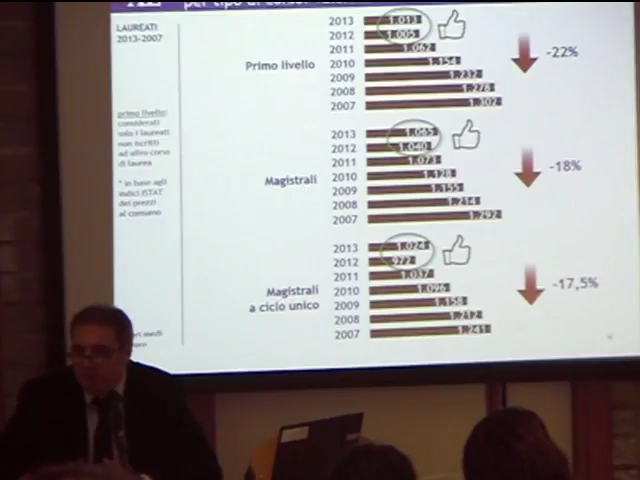 per tipo di
LAUREATI
2013-2007
primo livello:
considerati
solo i laureati
non iscritti
ad altro corso
di laurea
* in base agli
indici ISTAT
dei prezzi
al consumo
Primo livello
2013 1.013
2012 1.005
2011 1.062
2010 1.154
2009 1.232
2008 1.278
2007 1.302
-22%
Magistrali
2013 1.065
2012 1.040
2011 1.073
2010 1.128
2009 1.155
2008 1.214
2007 1.292
-18%
Magistrali
a ciclo unico
2013 1.024
2012 972
2011 1.037
2010 1.096
2009 1.158
2008 1.212
2007 1.241
-17,5%